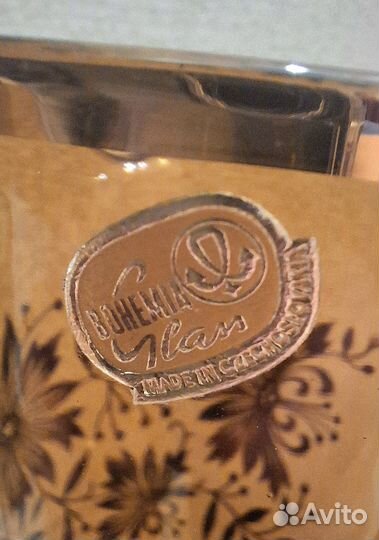 BOHEMIA
Glass
MADE IN CZECHOSLOVAKIA
Avito